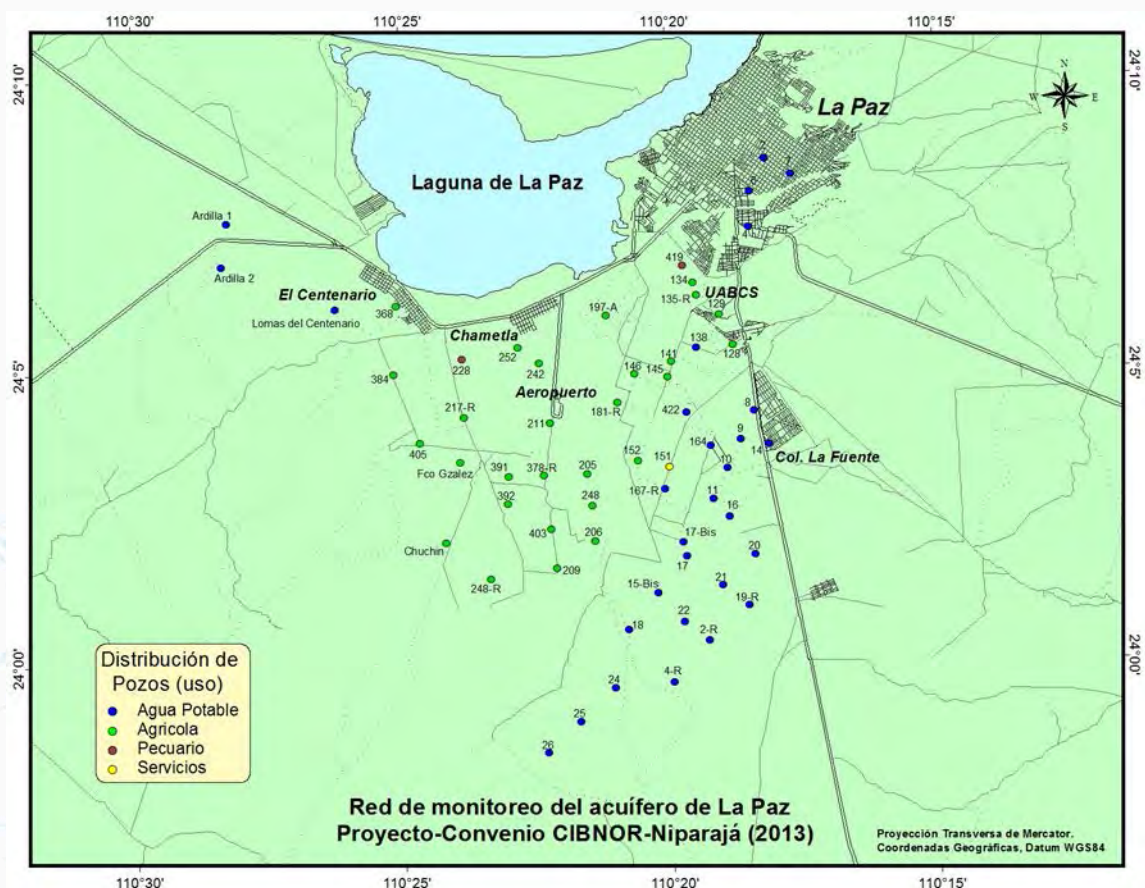 110°30' 110°25' 110°20' 110°15'
24°10' 24°10'
La Paz
N
W E
S
Laguna de La Paz
7
6
4
Ardilla 1
Ardilla 2
419
134
135-R
UABCS
129
El Centenario
368
Lomas del Centenario
197-A
Chametla
252
242
138
128
228
141
146
145
24°5' 24°5'
384
Aeropuerto
181-R
422
8
217-R
211
9
164
14
Col. La Fuente
405
Fco Gzalez
152
151
10
391
378-R
205
167-R
11
392
248
16
403
206
17-Bis
Chuchin
17
20
209
248-R
21
15-Bis
19-R
22
18
2-R
24°00' 24°00'
24
4-R
25
26
Distribución de
Pozos (uso)
Agua Potable
Agricola
Pecuario
Servicios
Red de monitoreo del acuífero de La Paz
Proyecto-Convenio CIBNOR-Niparajá (2013)
Proyección Transversa de Mercator.
Coordenadas Geográficas, Datum WGS84
110°30' 110°25' 110°20' 110°15'